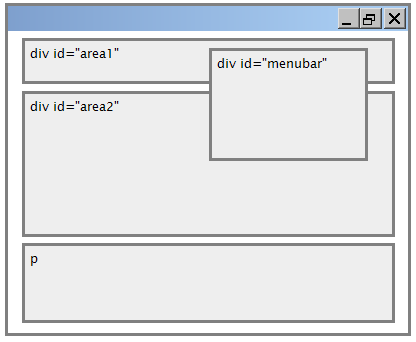 div id="area1"
div id="menubar"
div id="area2"
p